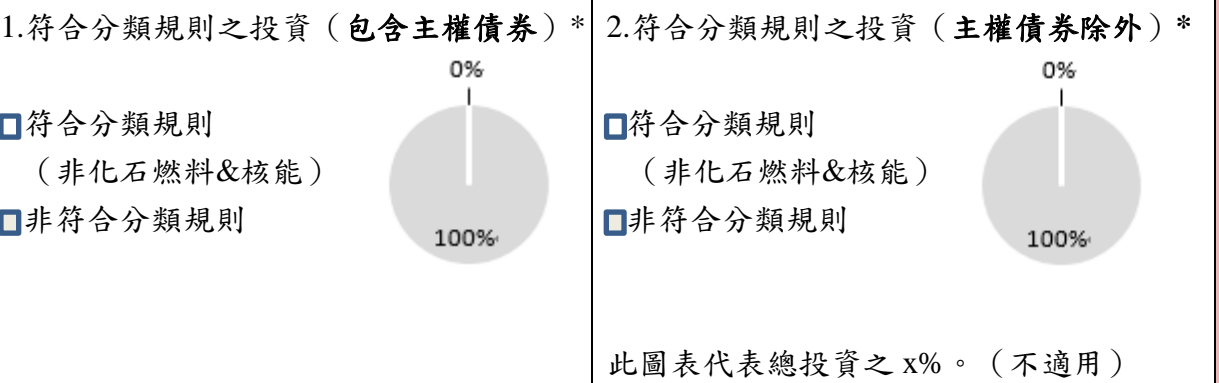 1.符合分類規則之投資（包含主權債券）*
0%
符合分類規則
（非化石燃料&核能）
非符合分類規則
100%
2.符合分類規則之投資（主權債券除外）*
0%
符合分類規則
（非化石燃料&核能）
非符合分類規則
100%
此圖表代表總投資之 x%。（不適用）